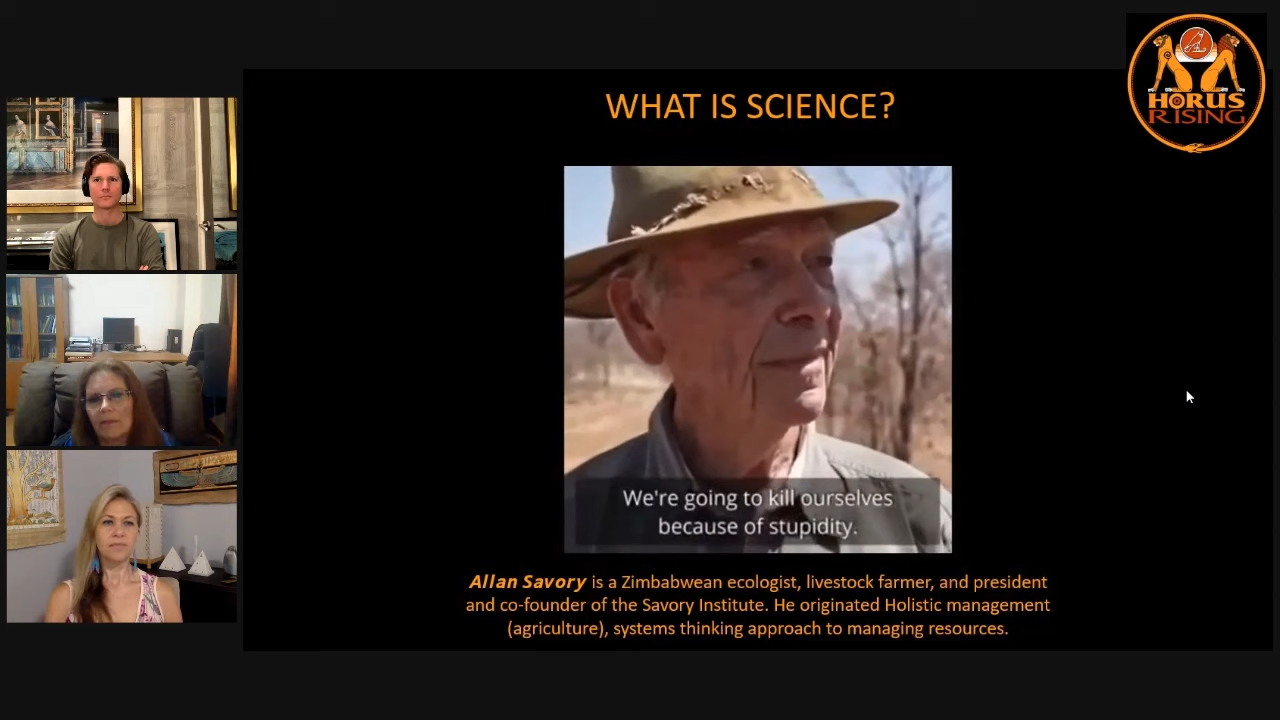 WHAT IS SCIENCE?
HORUS
RISING
We're going to kill ourselves
because of stupidity.
Allan Savory is a Zimbabwean ecologist, livestock farmer, and president
and co-founder of the Savory Institute. He originated Holistic management
(agriculture), systems thinking approach to managing resources.